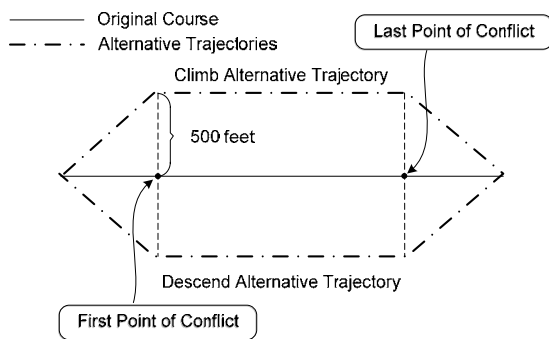 Original Course
Alternative Trajectories
Last Point of Conflict
Climb Alternative Trajectory
500 feet
Descend Alternative Trajectory
First Point of Conflict